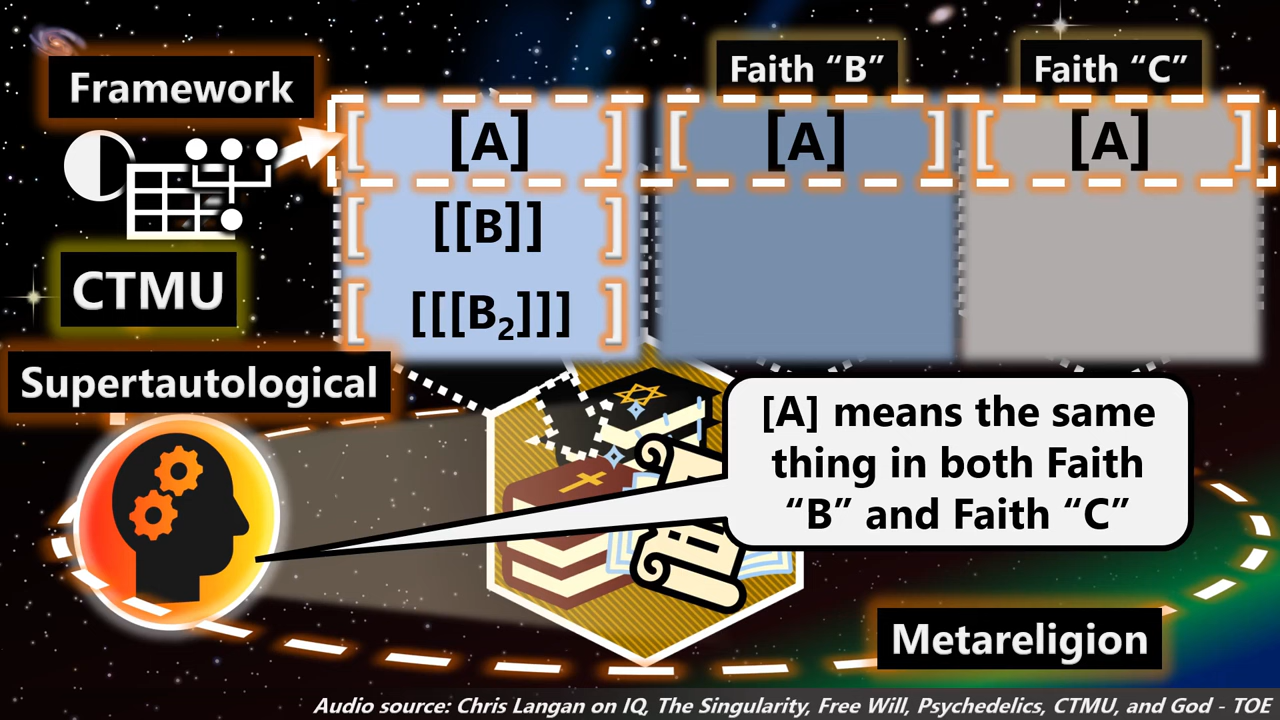 Framework
Faith “B”
Faith “C”
[ [A] ]
[ [A] ]
[ [A] ]
[ [[B]] ]
[ [[[B₂]]] ]
CTMU
Supertautological
[A] means the same
thing in both Faith
“B” and Faith “C”
Metareligion
Audio source: Chris Langan on IQ, The Singularity, Free Will, Psychedelics, CTMU, and God - TOE